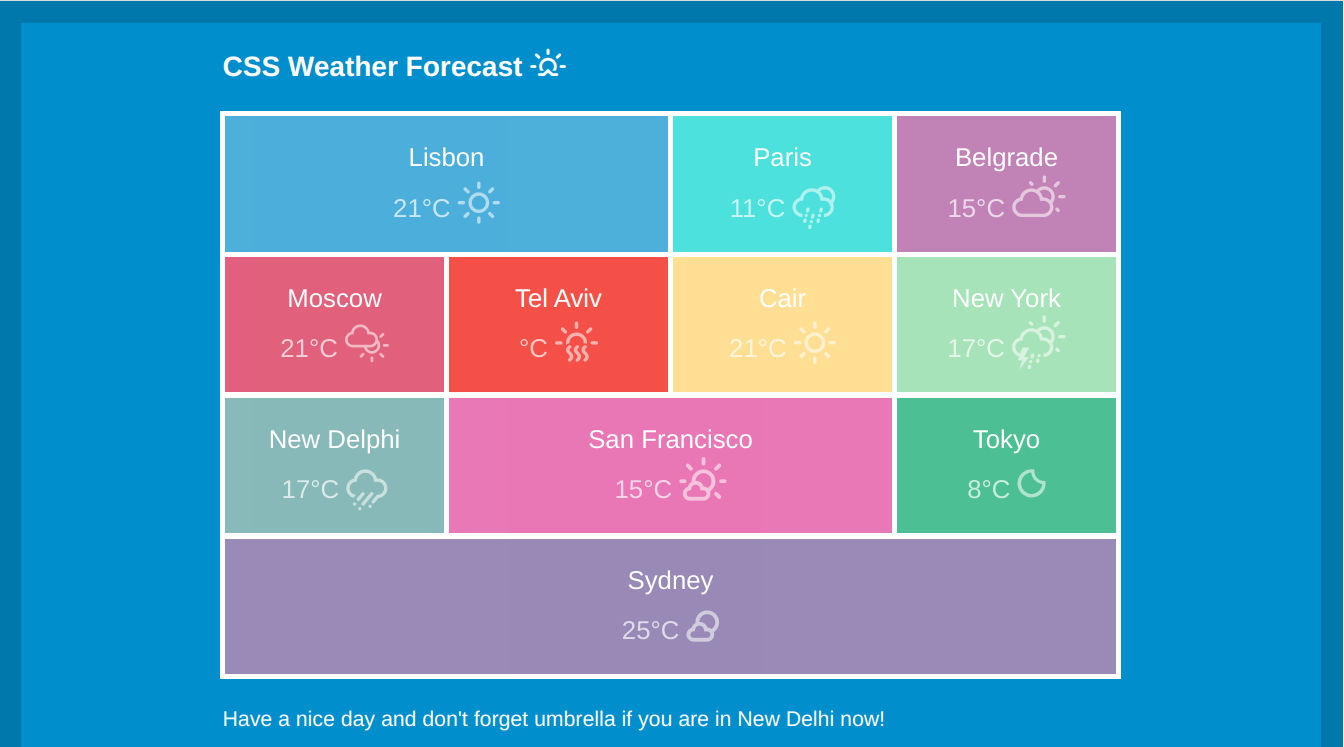 CSS Weather Forecast
Lisbon
21°C
Paris
11°C
Belgrade
15°C
Moscow
21°C
Tel Aviv
°C
Cair
21°C
New York
17°C
New Delphi
17°C
San Francisco
15°C
Tokyo
8°C
Sydney
25°C
Have a nice day and don't forget umbrella if you are in New Delhi now!